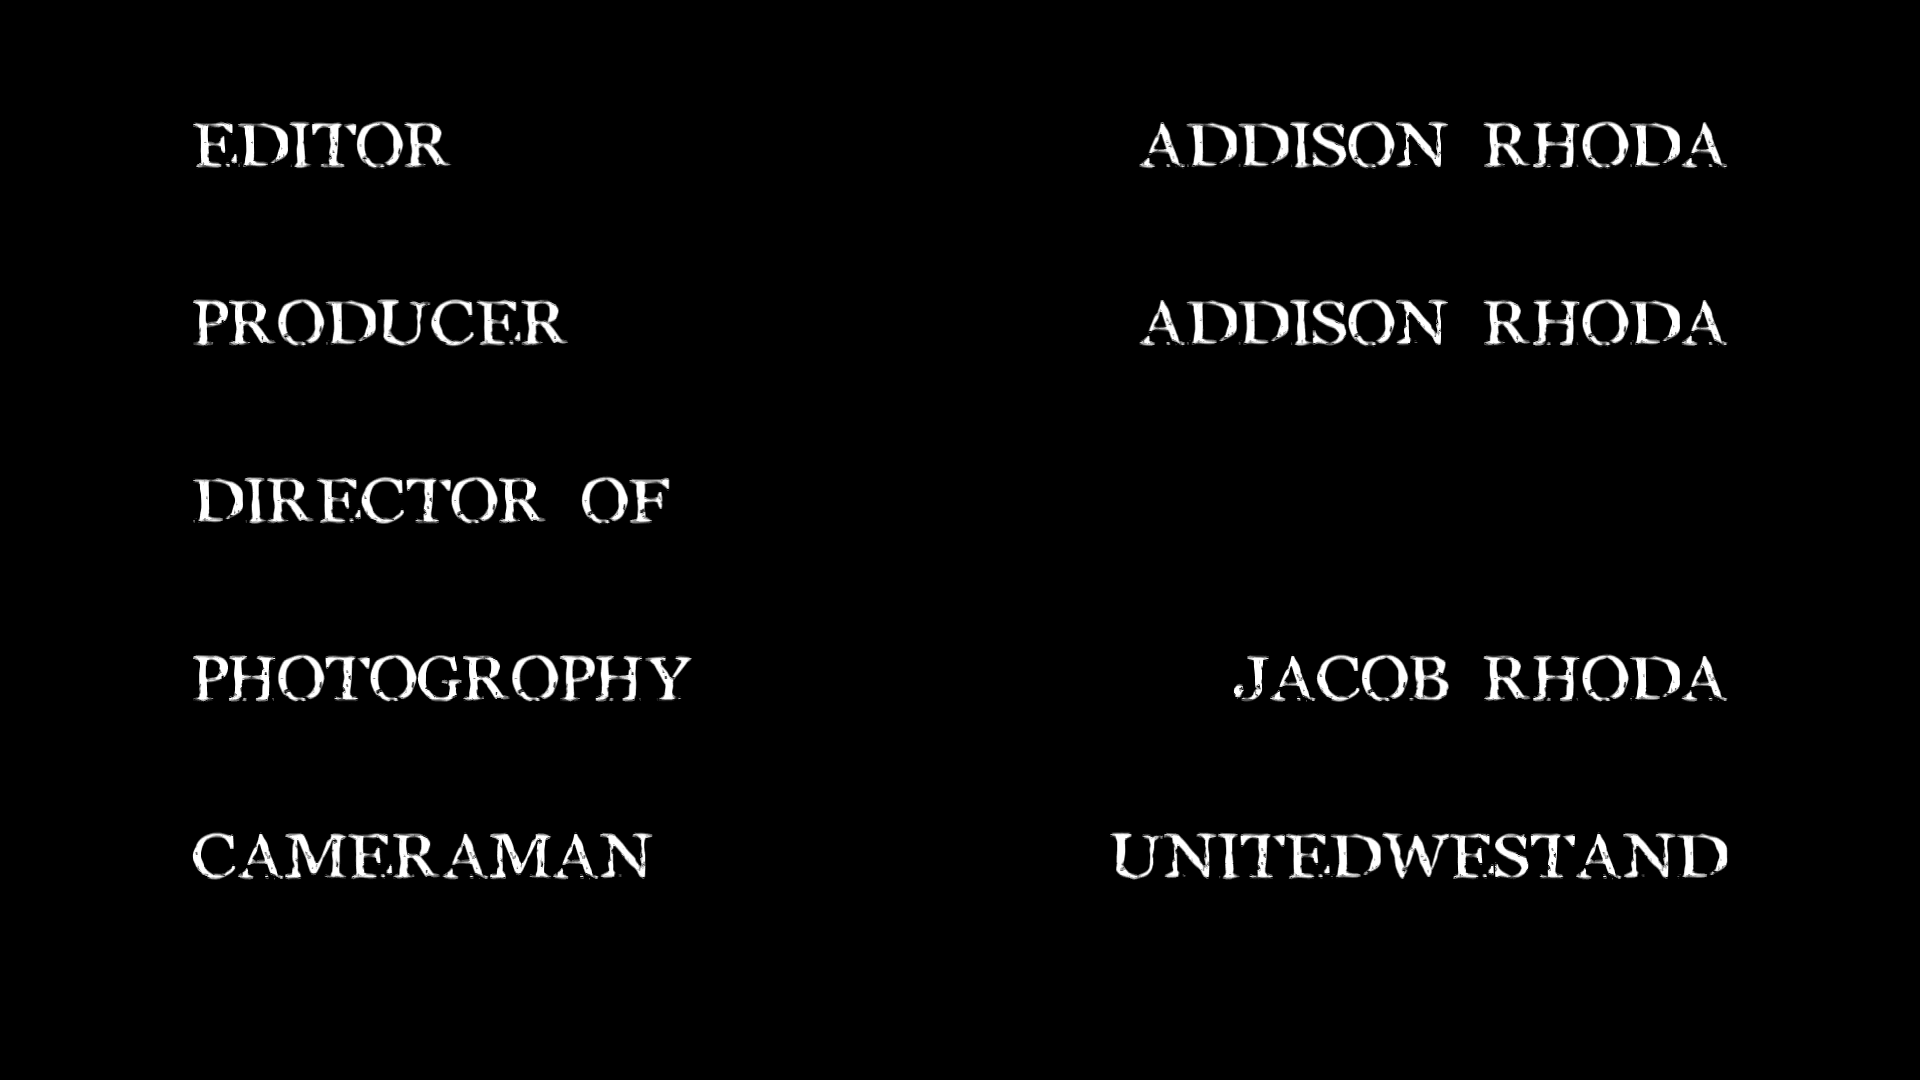 EDITOR ADDISON RHODA
PRODUCER ADDISON RHODA
DIRECTOR OF
PHOTOGROPHY JACOB RHODA
CAMERAMAN UNITEDWESTAND